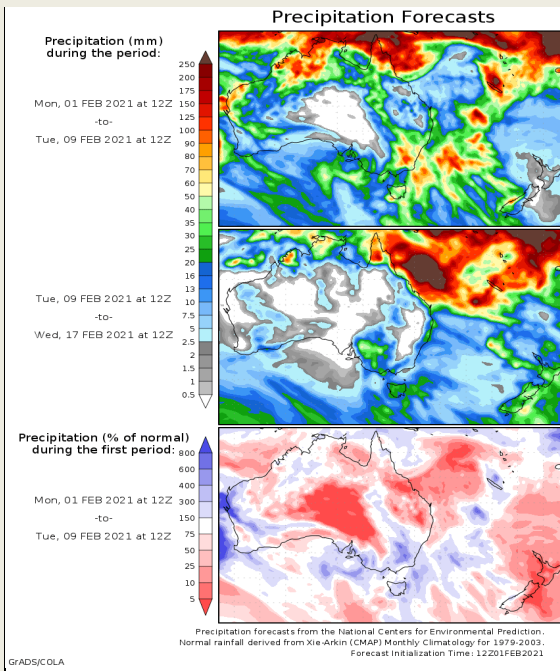 Precipitation Forecasts
Precipitation (mm)
during the period:
Mon, 01 FEB 2021 at 12Z
-to-
Tue, 09 FEB 2021 at 12Z
250
200
175
150
125
100
90
80
70
60
50
40
35
30
25
20
16
13
10
7.5
5
2.5
2
1.5
1
0.5
Tue, 09 FEB 2021 at 12Z
-to-
Wed, 17 FEB 2021 at 12Z
Precipitation (% of normal)
during the first period:
Mon, 01 FEB 2021 at 12Z
-to-
Tue, 09 FEB 2021 at 12Z
800
600
400
300
150
75
50
25
10
5
Precipitation forecasts from the National Centers for Environmental Prediction.
Normal rainfall derived from Xie-Arkin (CMAP) Monthly Climatology for 1979-2003.
Forecast Initialization Time: 12Z01FEB2021
GrADS/COLA